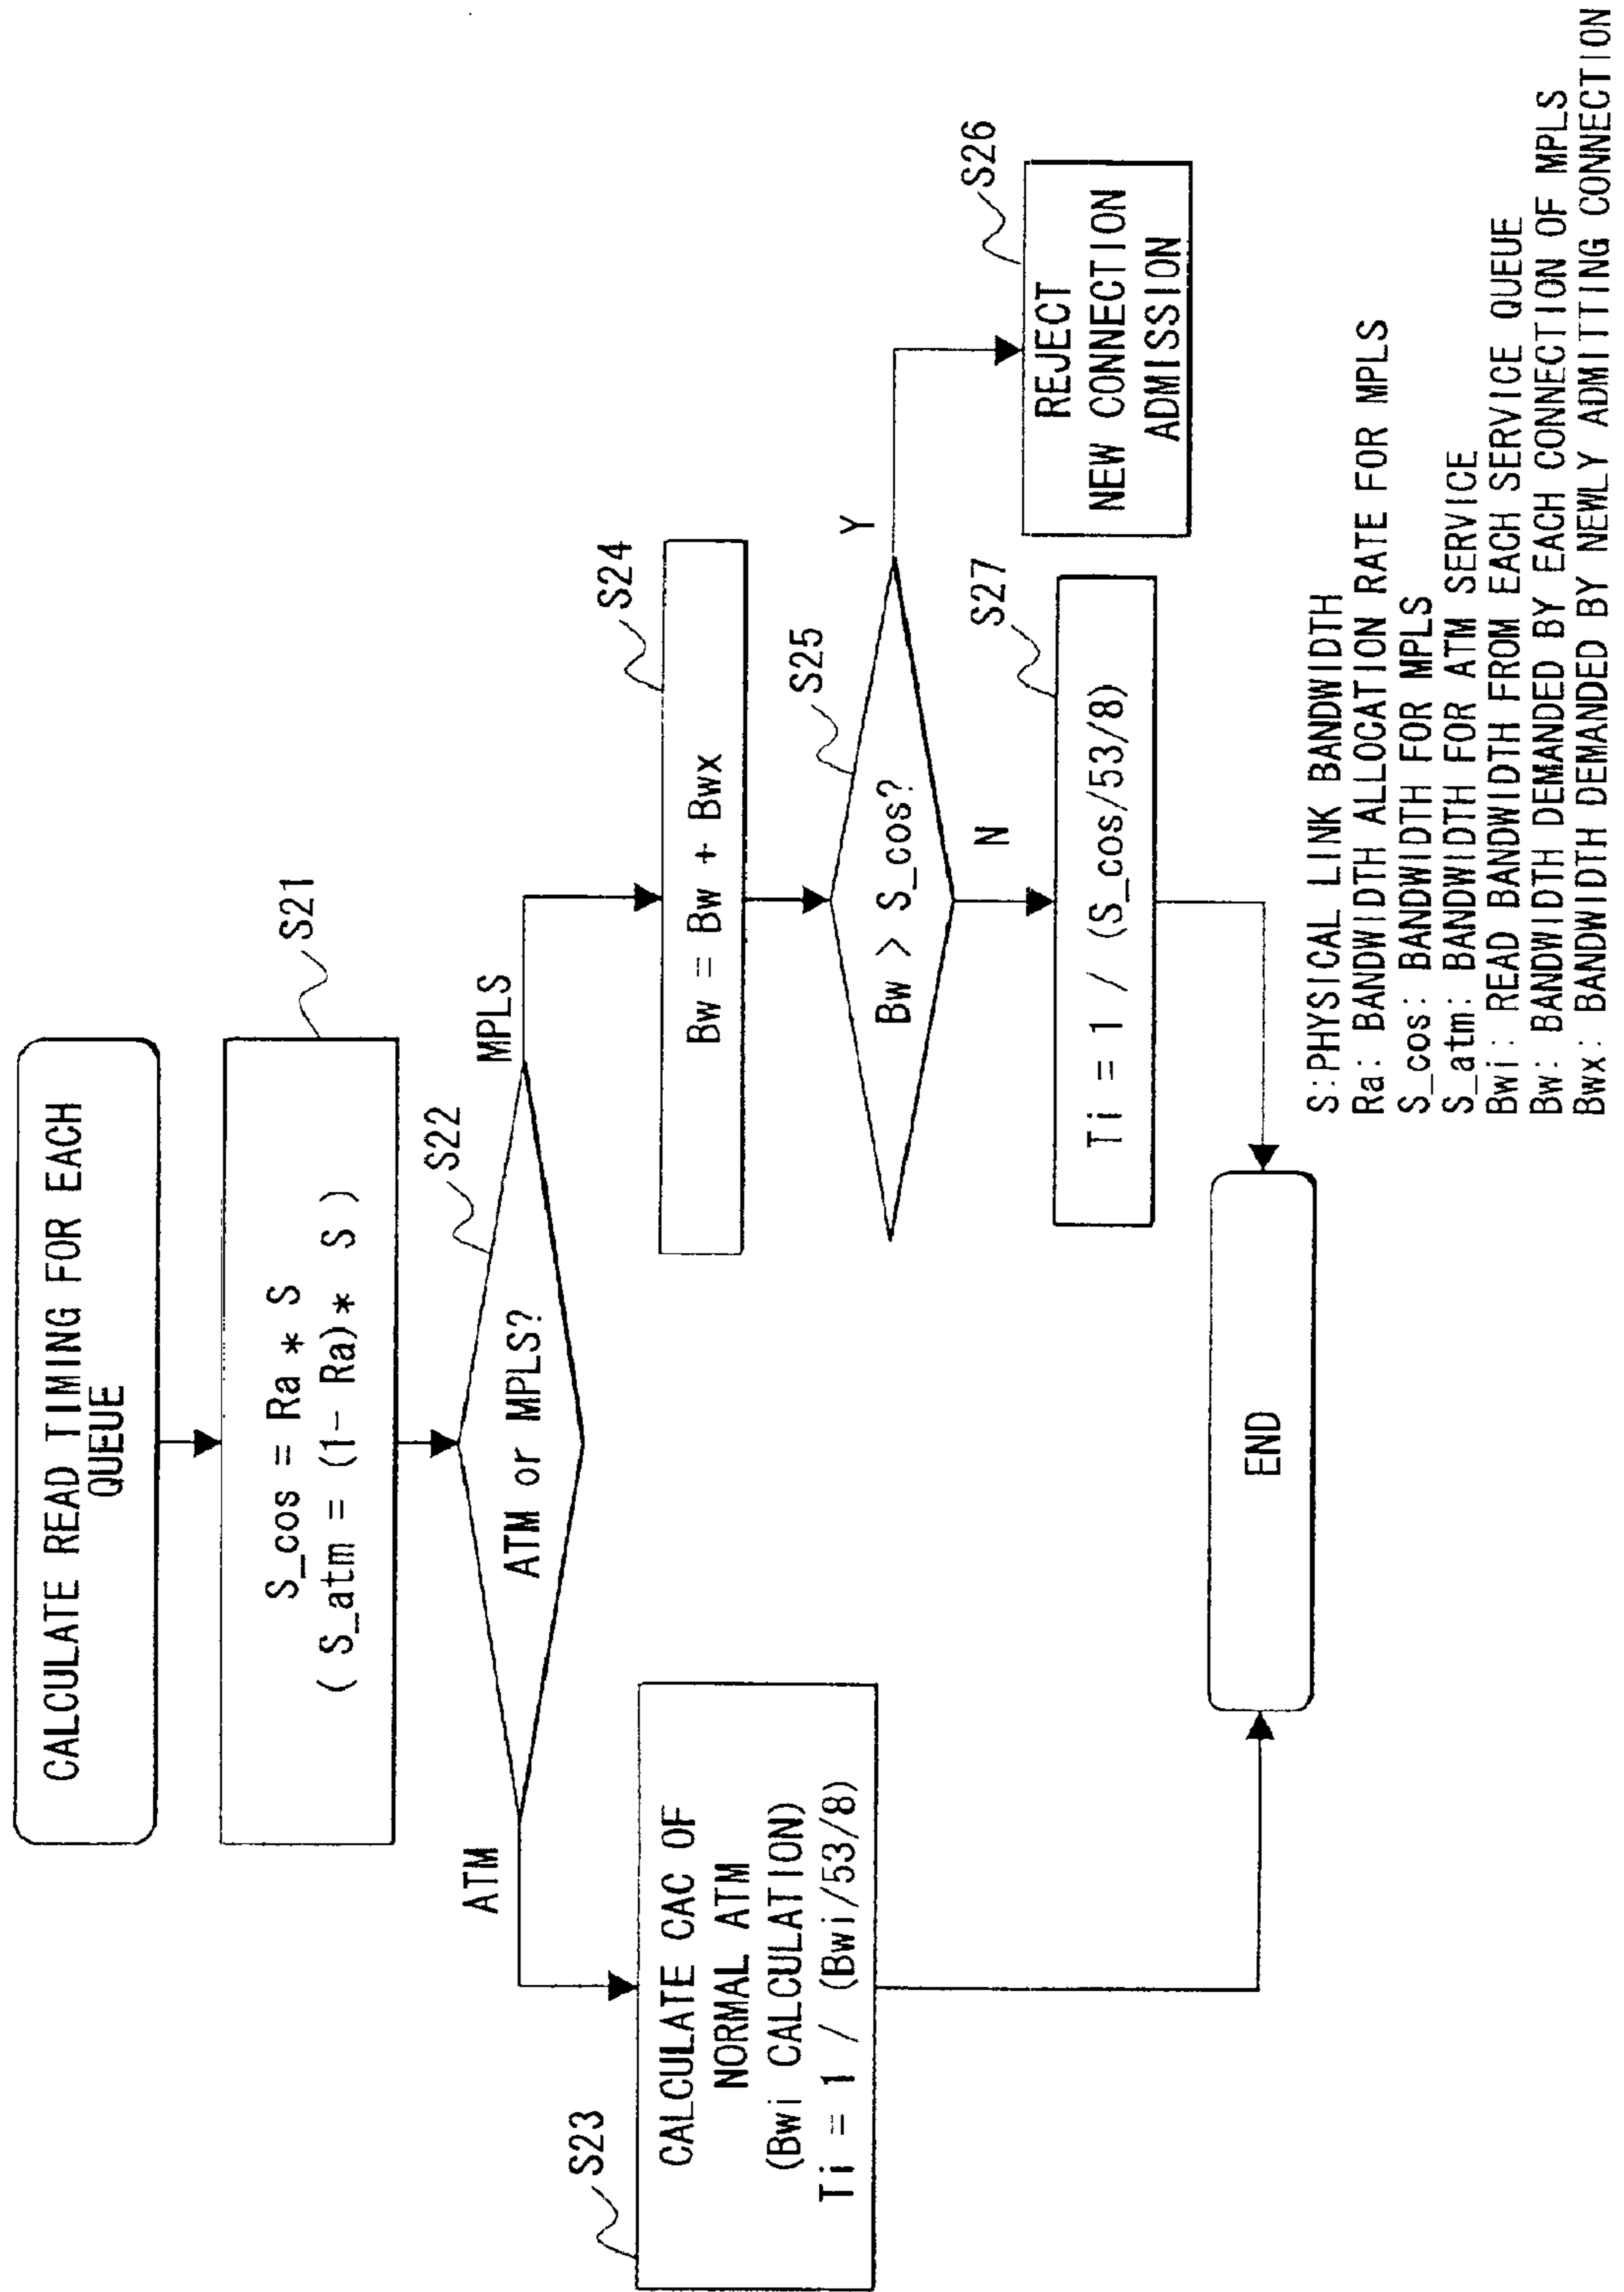 CALCULATE READ TIMING FOR EACH
QUEUE
S21
S_cos = Ra * S
( S_atm = (1- Ra)* S )
S22
ATM or MPLS?
ATM
MPLS
S23
CALCULATE CAC OF
NORMAL ATM
(Bwi CALCULATION)
Ti = 1 / (Bwi/53/8)
S24
Bw = Bw + Bwx
S25
Bw > S_cos?
Y
N
S26
REJECT
NEW CONNECTION
ADMISSION
S27
Ti = 1 / (S_cos/53/8)
END
S:PHYSICAL LINK BANDWIDTH
Ra: BANDWIDTH ALLOCATION RATE FOR MPLS
S_cos: BANDWIDTH FOR MPLS
S_atm: BANDWIDTH FOR ATM SERVICE
Bwi: READ BANDWIDTH FROM EACH SERVICE QUEUE
Bw: BANDWIDTH DEMANDED BY EACH CONNECTION OF MPLS
Bwx: BANDWIDTH DEMANDED BY NEWLY ADMITTING CONNECTION